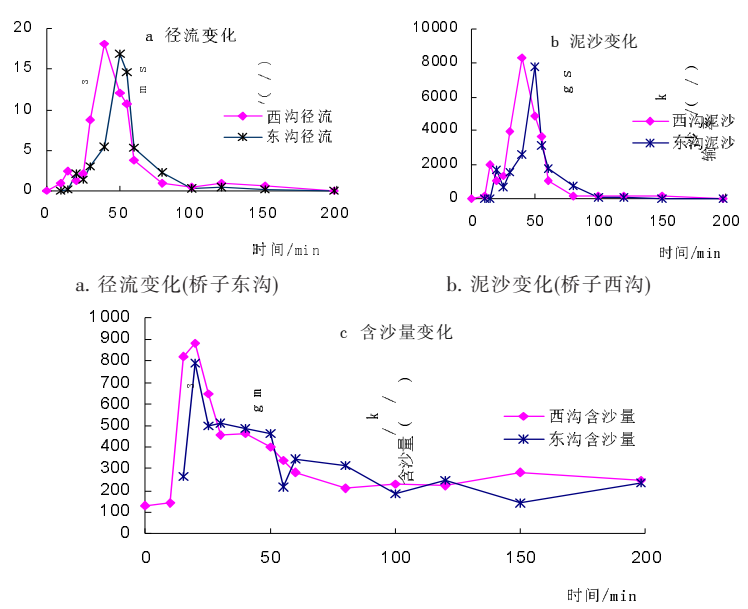 a 径流变化
20
15
10
5
0
3
m s
(/)
西沟径流
东沟径流
0
50
100
150
200
时间/min
b 泥沙变化
10000
8000
6000
4000
2000
0
g s
k
(/)
西沟泥沙
东沟泥沙
0
50
100
150
200
时间/min
a. 径流变化(桥子东沟)
b. 泥沙变化(桥子西沟)
c 含沙量变化
1000
900
800
700
600
500
400
300
200
100
0
3
g m
k
含沙量( / / )
西沟含沙量
东沟含沙量
0
50
100
150
200
时间/min